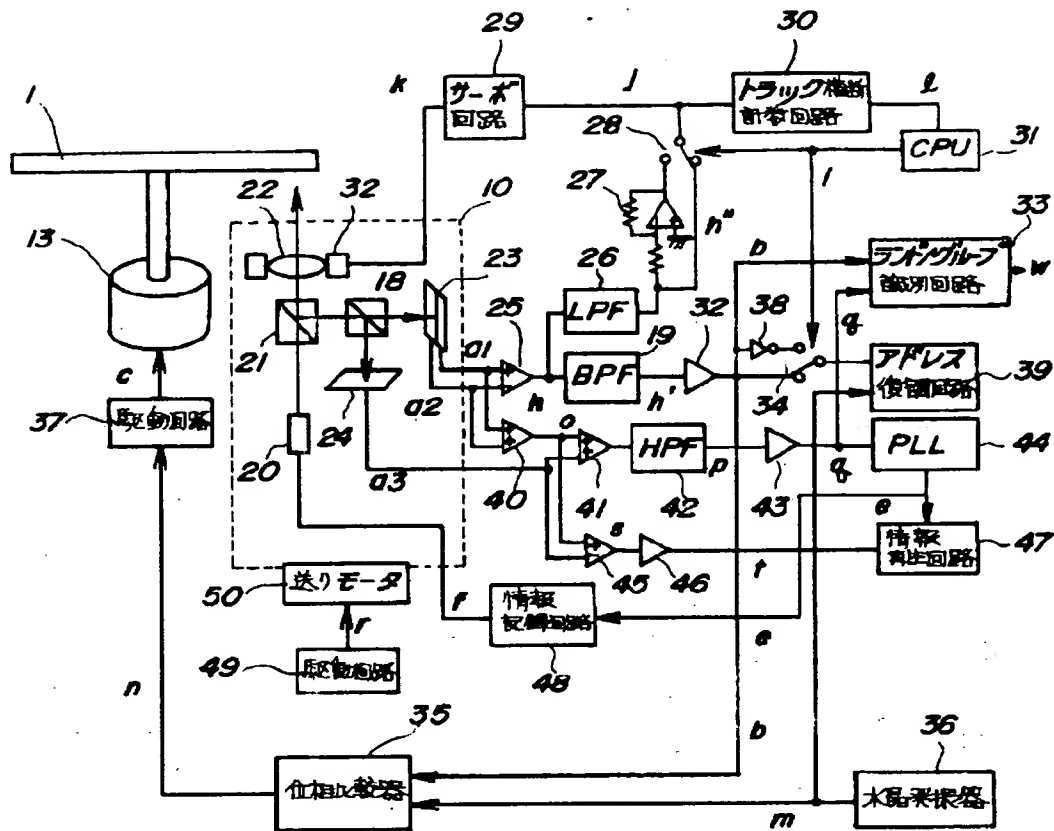 29
30
1
k
サーボ
回路
j
トラック横断
計数回路
l
28
CPU
31
22
32
10
27
l
33
13
18
23
h"
b
ランド/グルーブ
識別回路
w
26
25
LPF
38
q
21
a1
19
32
BPF
アドレス
復調回路
39
c
a2
h
h'
34
37
駆動回路
24
o
HPF
PLL
44
20
a3
40
41
42
p
43
q
e
s
情報
再生回路
47
45
46
t
50
送りモータ
f
情報
記録回路
e
r
49
駆動回路
48
n
35
b
36
位相比較器
水晶発振器
m